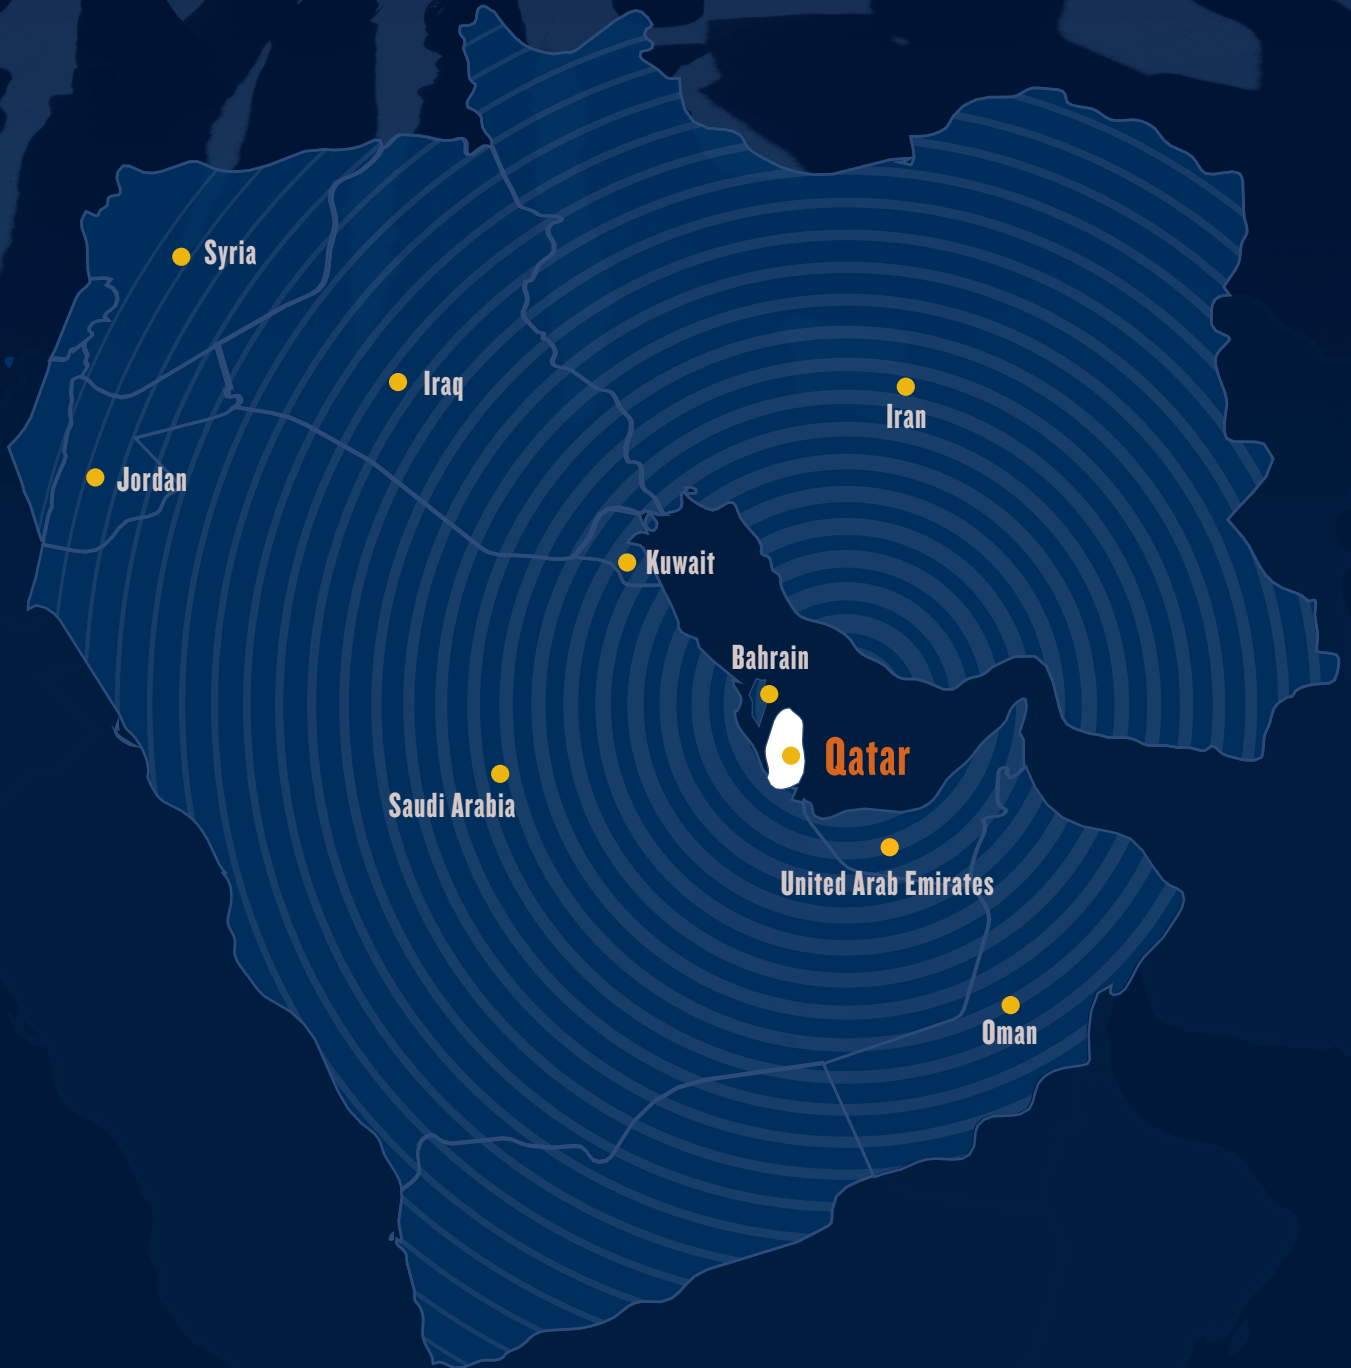 Syria
Iraq
Iran
Jordan
Kuwait
Bahrain
Qatar
Saudi Arabia
United Arab Emirates
Oman